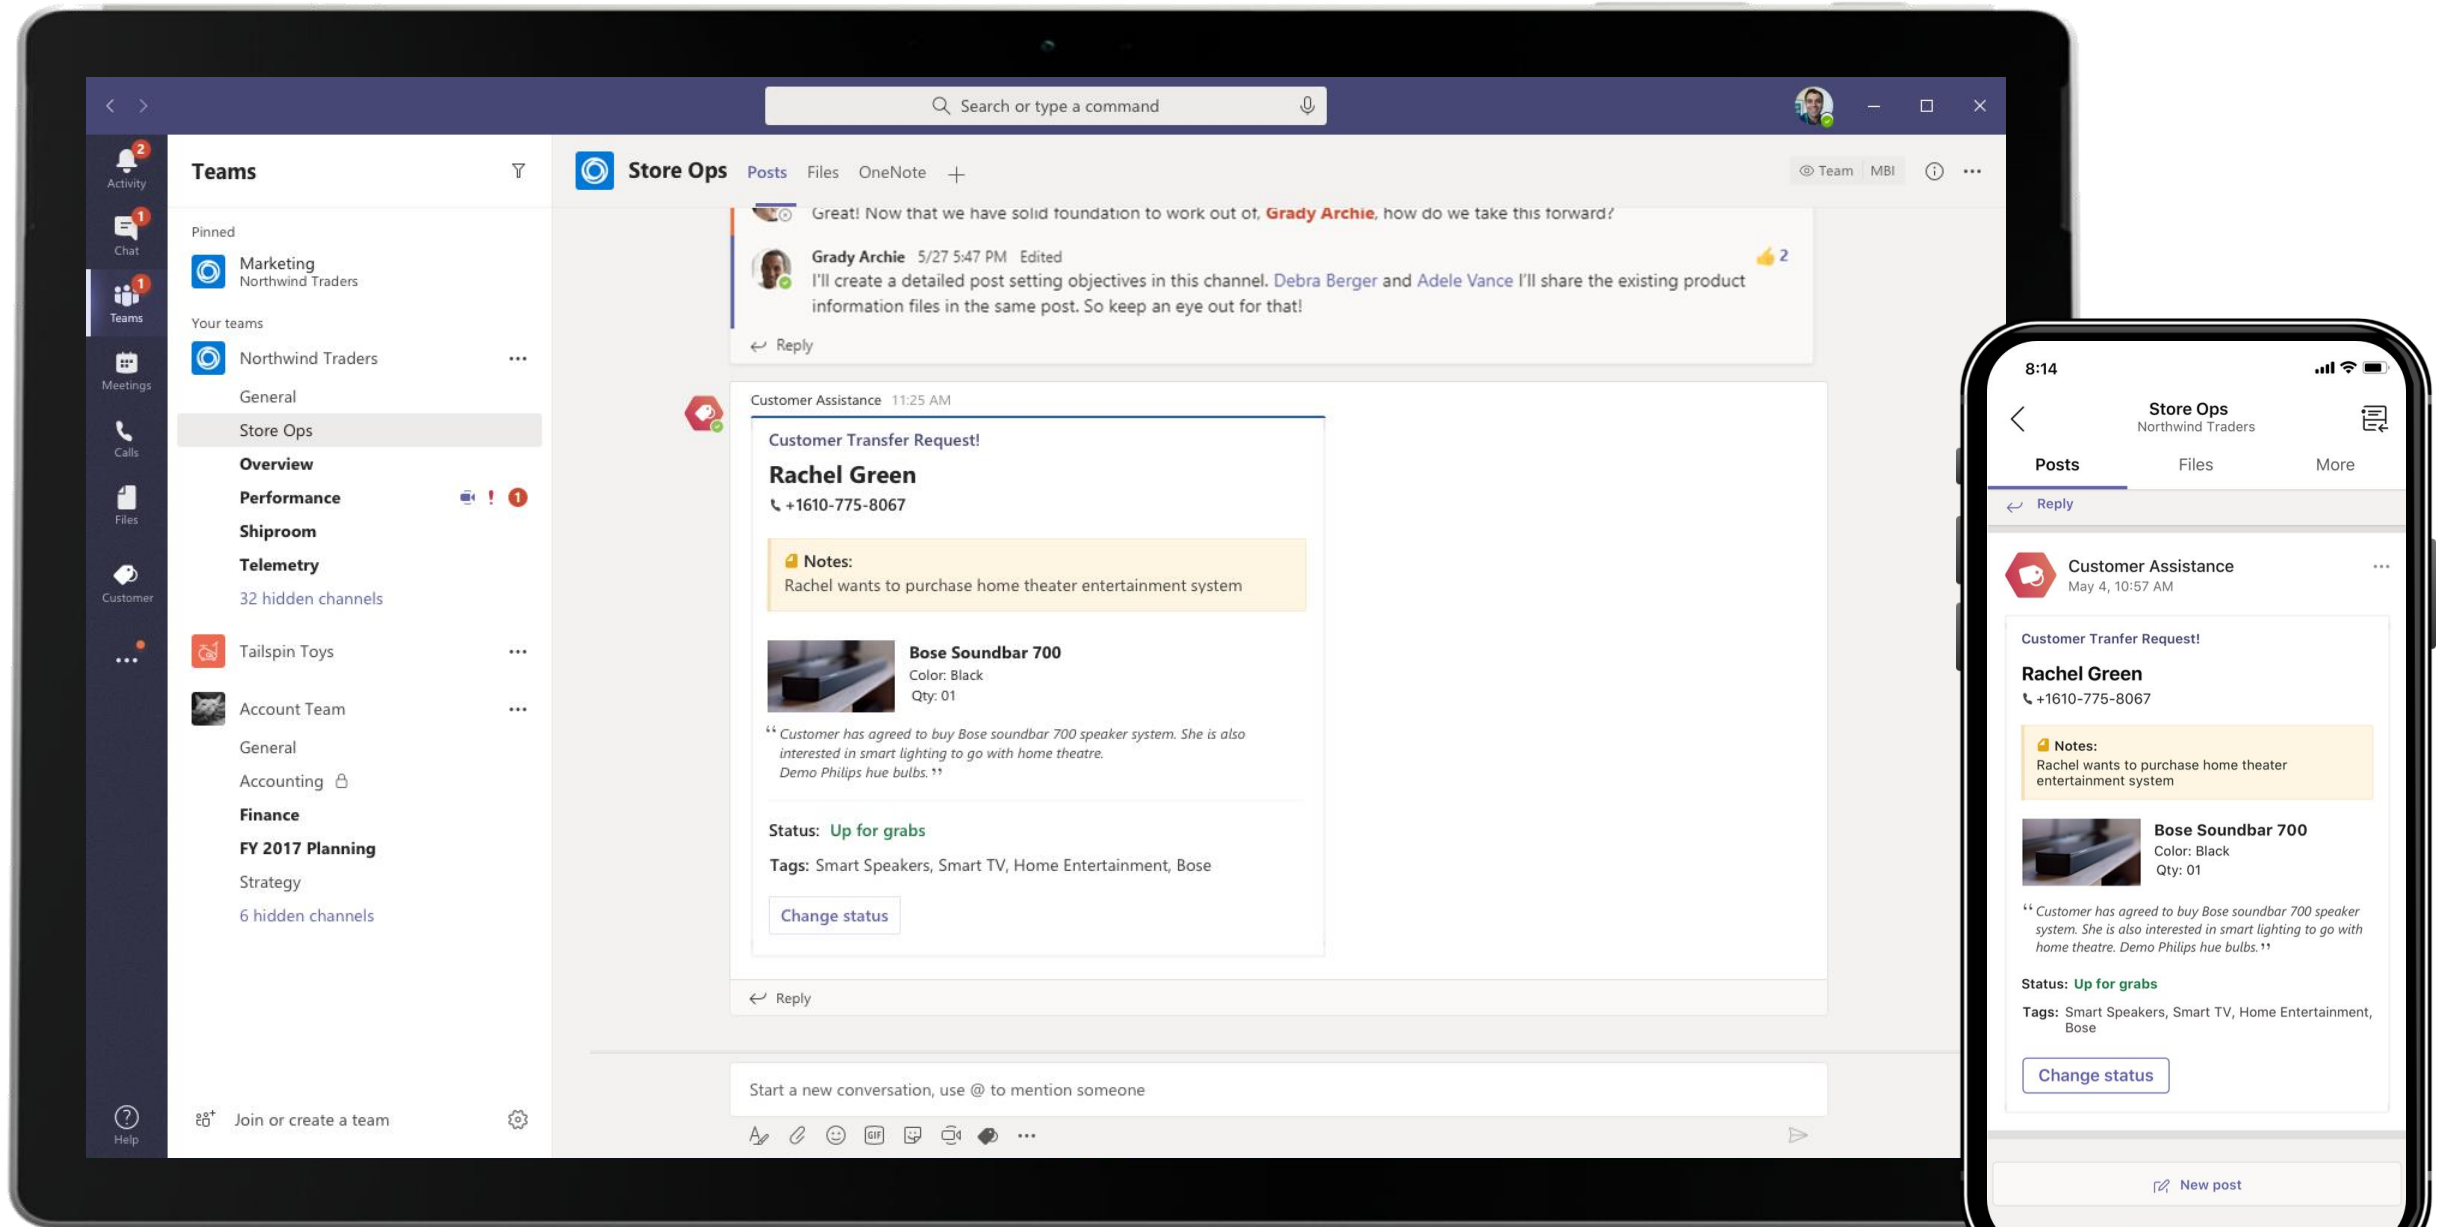 Search or type a command
2
Activity
1
Chat
1
Teams
Meetings
Calls
Files
Customer
Help
Teams
Pinned
Marketing
Northwind Traders
Your teams
Northwind Traders
General
Store Ops
Overview
Performance ! 1
Shiproom
Telemetry
32 hidden channels
Tailspin Toys
Account Team
General
Accounting
Finance
FY 2017 Planning
Strategy
6 hidden channels
Join or create a team
Store Ops Posts Files OneNote
Team MBI
Great! Now that we have solid foundation to work out of, Grady Archie, how do we take this forward?
Grady Archie 5/27 5:47 PM Edited 2
I'll create a detailed post setting objectives in this channel. Debra Berger and Adele Vance I'll share the existing product
information files in the same post. So keep an eye out for that!
Reply
Customer Assistance 11:25 AM
Customer Transfer Request!
Rachel Green
+1610-775-8067
Notes:
Rachel wants to purchase home theater entertainment system
Bose Soundbar 700
Color: Black
Qty: 01
“ Customer has agreed to buy Bose soundbar 700 speaker system. She is also
interested in smart lighting to go with home theatre.
Demo Philips hue bulbs. ”
Status: Up for grabs
Tags: Smart Speakers, Smart TV, Home Entertainment, Bose
Change status
Reply
Start a new conversation, use @ to mention someone
GIF
8:14
Store Ops
Northwind Traders
Posts Files More
Reply
Customer Assistance
May 4, 10:57 AM
Customer Tranfer Request!
Rachel Green
+1610-775-8067
Notes:
Rachel wants to purchase home theater
entertainment system
Bose Soundbar 700
Color: Black
Qty: 01
“ Customer has agreed to buy Bose soundbar 700 speaker
system. She is also interested in smart lighting to go with
home theatre. Demo Philips hue bulbs. ”
Status: Up for grabs
Tags: Smart Speakers, Smart TV, Home Entertainment,
Bose
Change status
New post